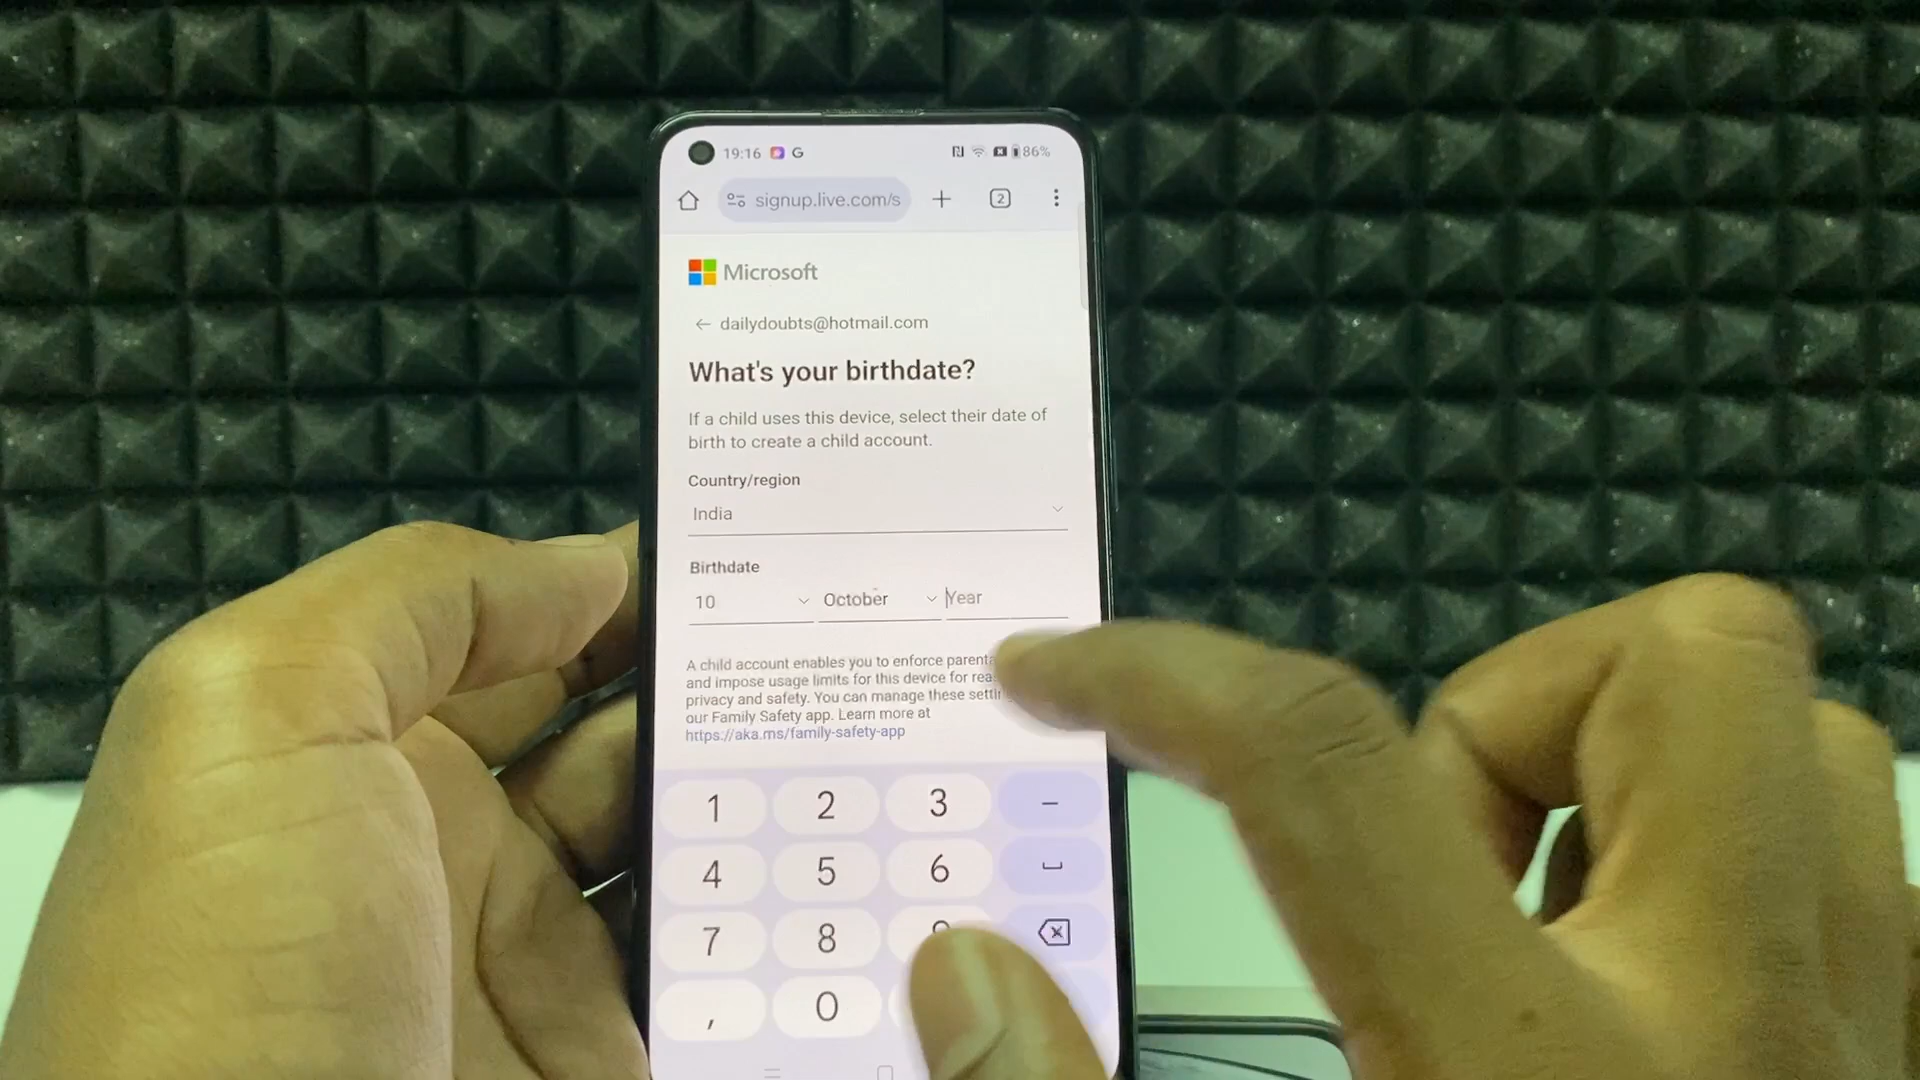 19:16 G 86%
signup.live.com/s 2
Microsoft
← dailydoubts@hotmail.com
What's your birthdate?
If a child uses this device, select their date of
birth to create a child account.
Country/region
India
Birthdate
10 October Year
A child account enables you to enforce
and impose usage limits for this device for
privacy and safety. You can manage these
our Family Safety app. Learn more at
https://aka.ms/family-safety-app
1 2 3 –
4 5 6
7 8
, 0